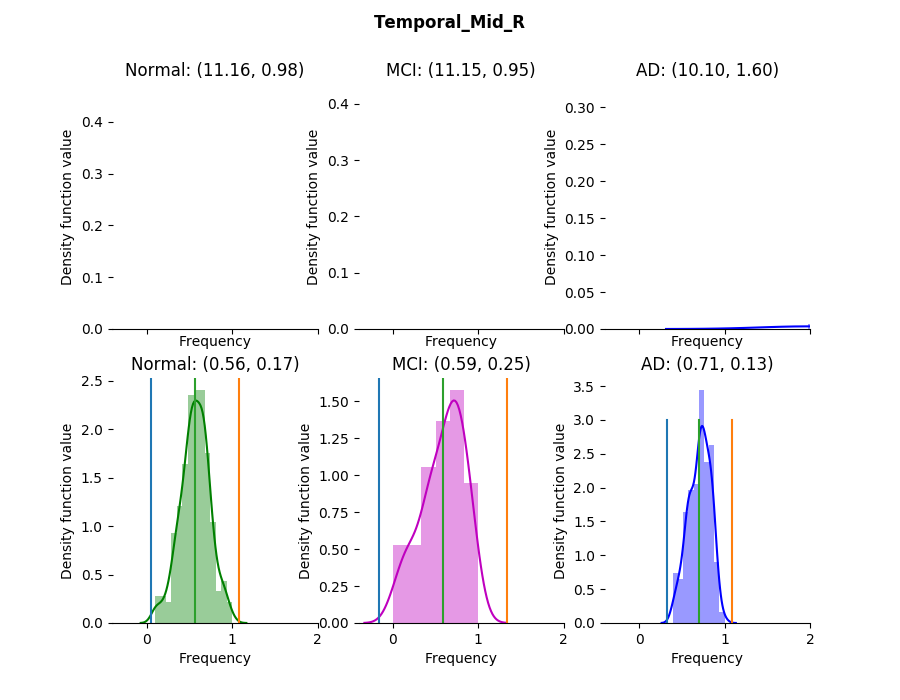 Temporal_Mid_R
Normal: (11.16, 0.98)
MCI: (11.15, 0.95)
AD: (10.10, 1.60)
Density function value
0.4
0.3
0.2
0.1
0.0
Frequency
Density function value
0.4
0.3
0.2
0.1
0.0
Frequency
Density function value
0.30
0.25
0.20
0.15
0.10
0.05
0.00
Frequency
Normal: (0.56, 0.17)
MCI: (0.59, 0.25)
AD: (0.71, 0.13)
Density function value
2.5
2.0
1.5
1.0
0.5
0.0
0 1 2
Frequency
Density function value
1.50
1.25
1.00
0.75
0.50
0.25
0.00
0 1 2
Frequency
Density function value
3.5
3.0
2.5
2.0
1.5
1.0
0.5
0.0
0 1 2
Frequency